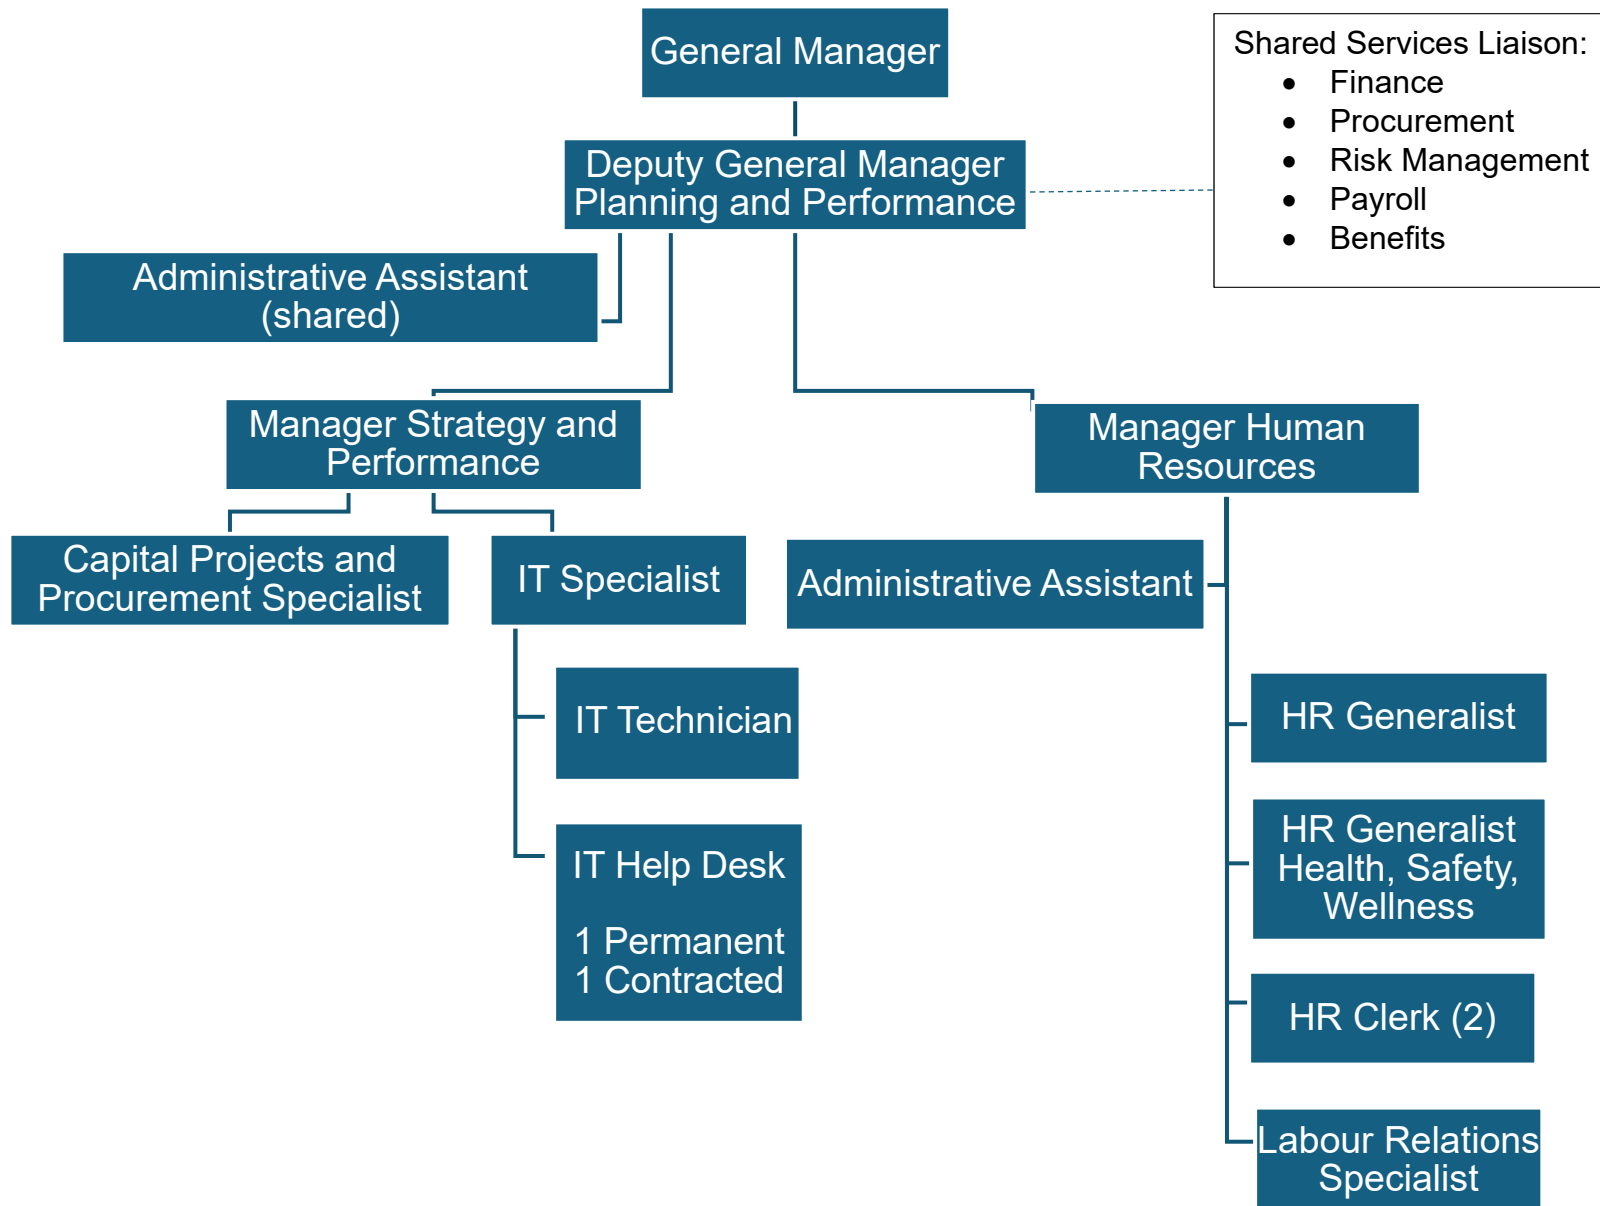 General Manager
Shared Services Liaison:
• Finance
• Procurement
• Risk Management
• Payroll
• Benefits
Deputy General Manager
Planning and Performance
Administrative Assistant
(shared)
Manager Strategy and
Performance
Manager Human
Resources
Capital Projects and
Procurement Specialist
IT Specialist
Administrative Assistant
IT Technician
HR Generalist
IT Help Desk
1 Permanent
1 Contracted
HR Generalist
Health, Safety,
Wellness
HR Clerk (2)
Labour Relations
Specialist